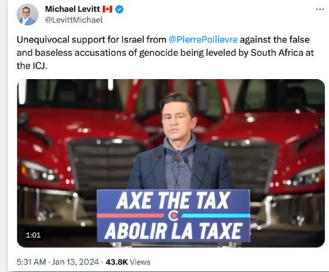 Michael Levitt 🇨🇦
@LevittMichael
Unequivocal support for Israel from @PierrePoilievre against the false
and baseless accusations of genocide being leveled by South Africa at
the ICJ.
AXE THE TAX
ABOLIR LA TAXE
1:01
5:31 AM · Jan 13, 2024 · 43.8K Views